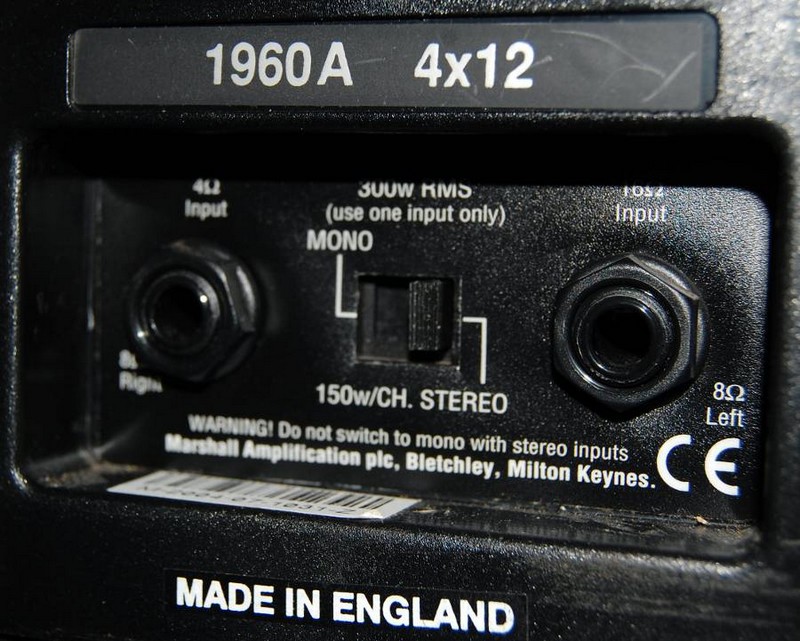 1960A 4x12
4Ω
Input
300w RMS
(use one input only)
16Ω
Input
MONO
Right
150w/CH. STEREO
8Ω
Left
WARNING! Do not switch to mono with stereo inputs
Marshall Amplification plc, Bletchley, Milton Keynes.
CE
MADE IN ENGLAND